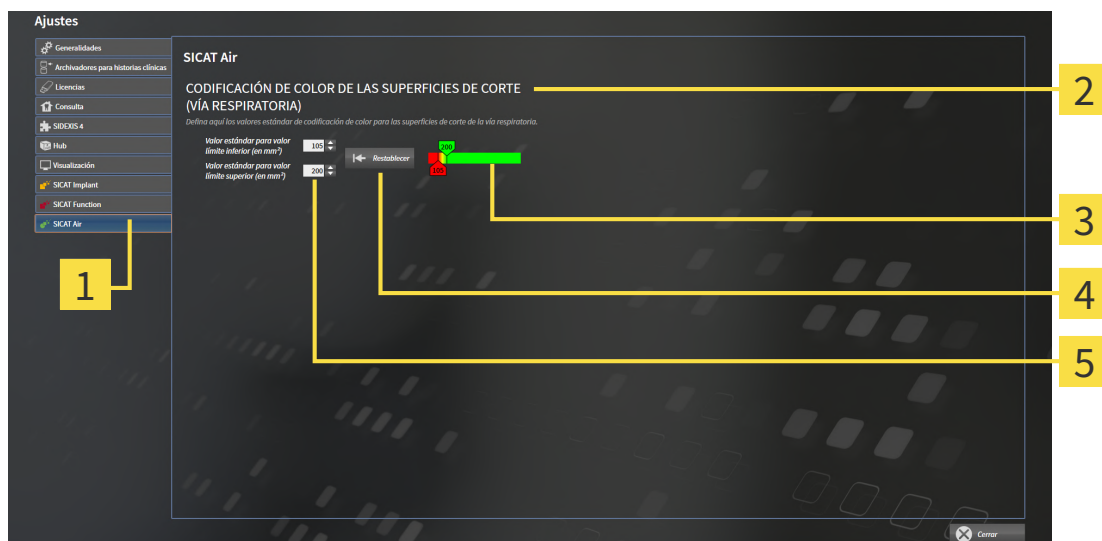 Ajustes
Generalidades
Archivadores para historias clínicas
Licencias
Consulta
SIDEXIS 4
Hub
Visualización
SICAT Implant
SICAT Function
SICAT Air
1
SICAT Air
CODIFICACIÓN DE COLOR DE LAS SUPERFICIES DE CORTE
(VÍA RESPIRATORIA)
Defina aquí los valores estándar de codificación de color para las superficies de corte de la vía respiratoria.
Valor estándar para valor
límite inferior (en mm²)
105
Valor estándar para valor
límite superior (en mm²)
200
Restablecer
200
105
2
3
4
5
Cerrar